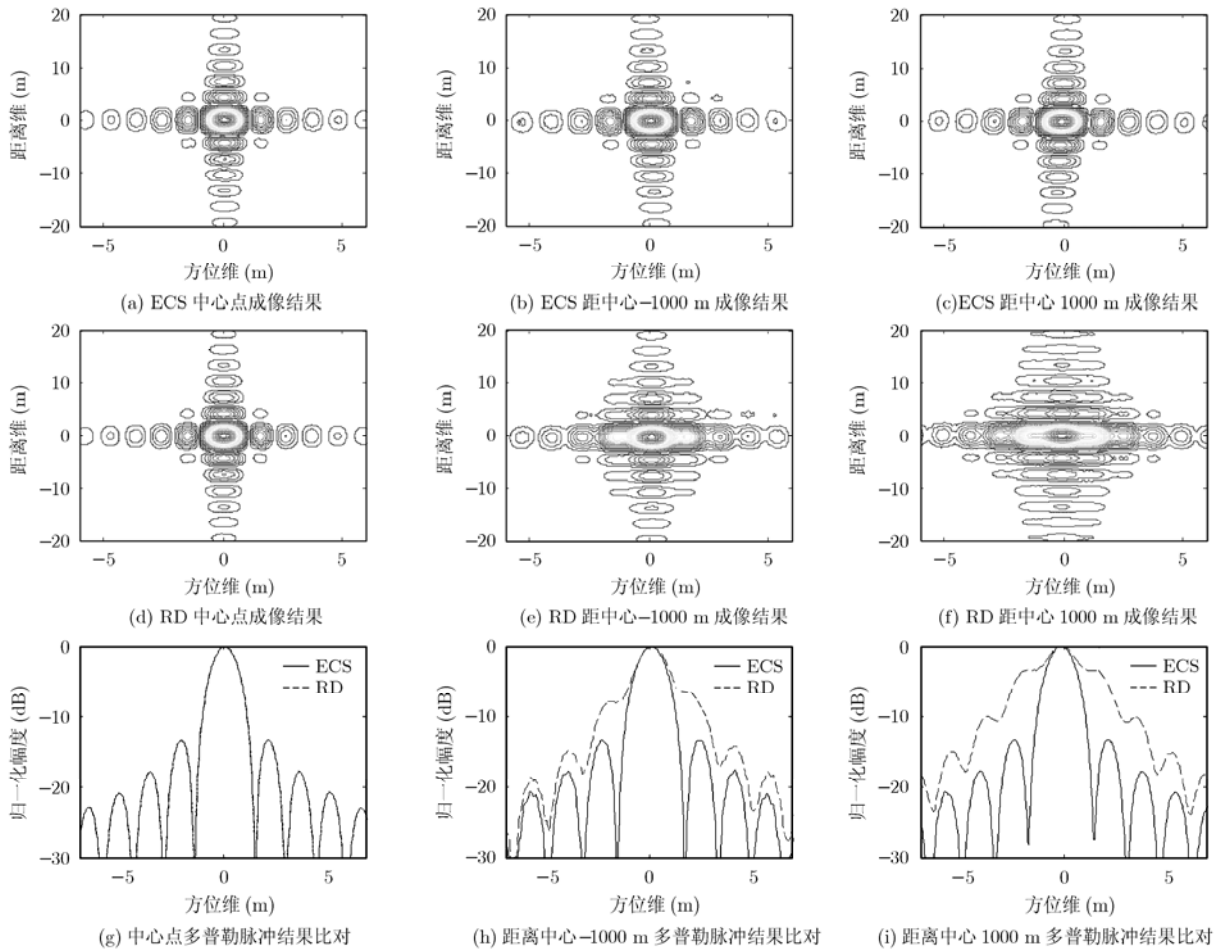 20
10
0
−10
−20
距离维 (m)
−5
0
5
方位维 (m)
(a) ECS 中心点成像结果
20
10
0
−10
−20
距离维 (m)
−5
0
5
方位维 (m)
(b) ECS 距中心−1000 m 成像结果
20
10
0
−10
−20
距离维 (m)
−5
0
5
方位维 (m)
(c)ECS 距中心 1000 m 成像结果
20
10
0
−10
−20
距离维 (m)
−5
0
5
方位维 (m)
(d) RD 中心点成像结果
20
10
0
−10
−20
距离维 (m)
−5
0
5
方位维 (m)
(e) RD 距中心−1000 m 成像结果
20
10
0
−10
−20
距离维 (m)
−5
0
5
方位维 (m)
(f) RD 距中心 1000 m 成像结果
0
−10
−20
−30
归一化幅度 (dB)
ECS
RD
−5
0
5
方位维 (m)
(g) 中心点多普勒脉冲结果比对
0
−10
−20
−30
归一化幅度 (dB)
ECS
RD
−5
0
5
方位维 (m)
(h) 距离中心−1000 m 多普勒脉冲结果比对
0
−10
−20
−30
归一化幅度 (dB)
ECS
RD
−5
0
5
方位维 (m)
(i) 距离中心 1000 m 多普勒脉冲结果比对